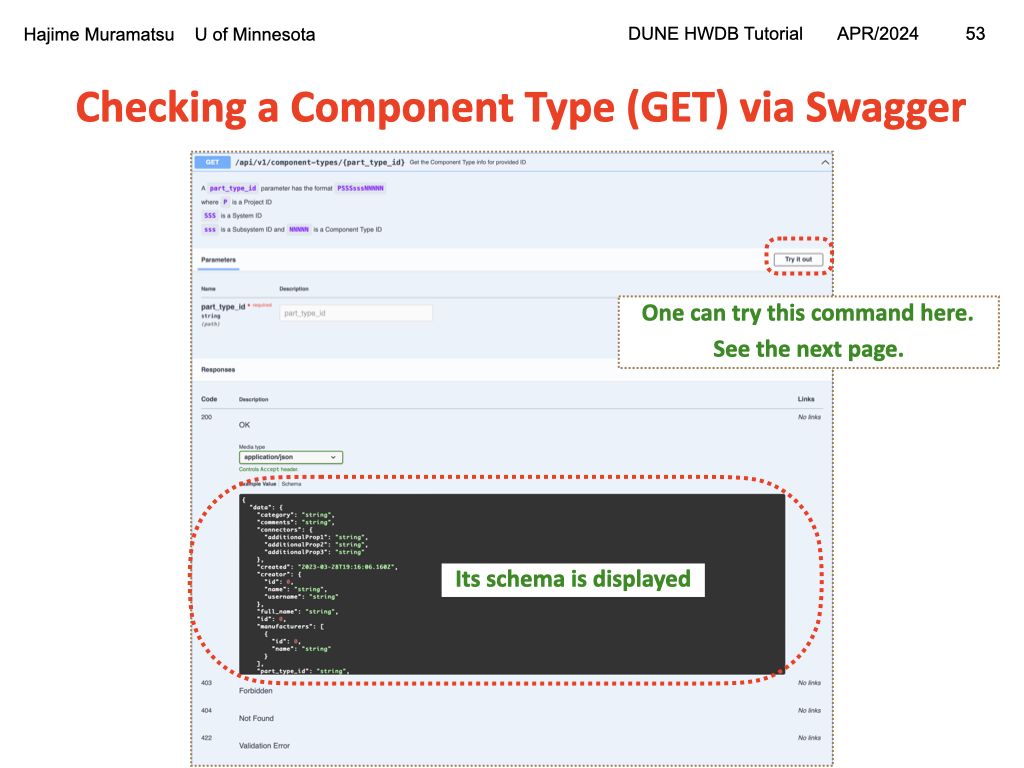 Hajime Muramatsu U of Minnesota DUNE HWDB Tutorial APR/2024 53
Checking a Component Type (GET) via Swagger
GET /api/v1/component-types/{part_type_id} Get the Component Type info for provided ID
A part_type_id parameter has the format PSSSsssNNNNN
where P is a Project ID
SSS is a System ID
sss is a Subsystem ID and NNNNN is a Component Type ID
Parameters Try it out
Name Description
part_type_id * required
string
(path)
part_type_id
One can try this command here.
See the next page.
Responses
Code Description Links
200 No links
OK
Media type
application/json
Controls Accept header.
Example Value Schema
{
"data": {
"category": "string",
"comments": "string",
"connectors": {
"additionalProp1": "string",
"additionalProp2": "string",
"additionalProp3": "string"
},
"created": "2023-03-28T19:16:06.160Z",
"creator": {
"id": 0,
"name": "string",
"username": "string"
},
"full_name": "string",
"id": 0,
"manufacturers": [
{
"id": 0,
"name": "string"
}
],
"part_type_id": "string",
Its schema is displayed
403 No links
Forbidden
404 No links
Not Found
422 No links
Validation Error